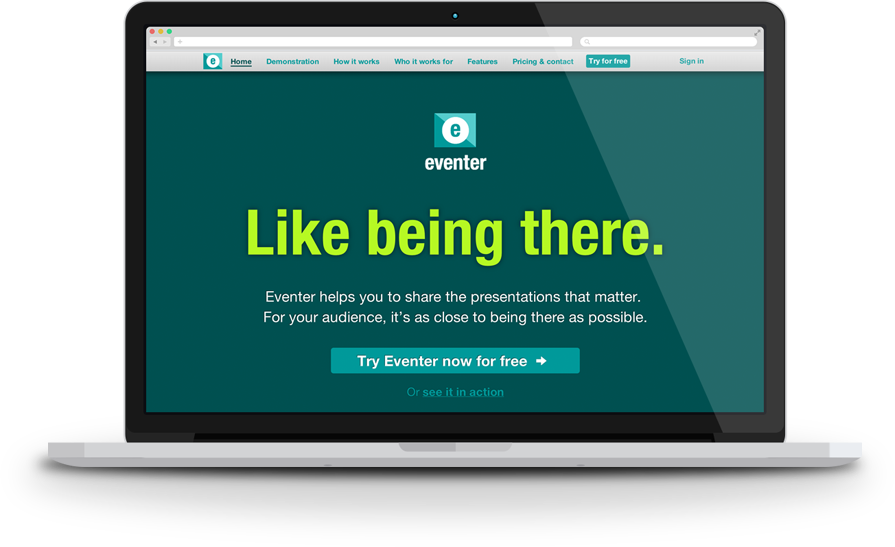 e Home Demonstration How it works Who it works for Features Pricing & contact Try for free Sign in
e
eventer
Like being there.
Eventer helps you to share the presentations that matter.
For your audience, it's as close to being there as possible.
Try Eventer now for free ➔
Or see it in action